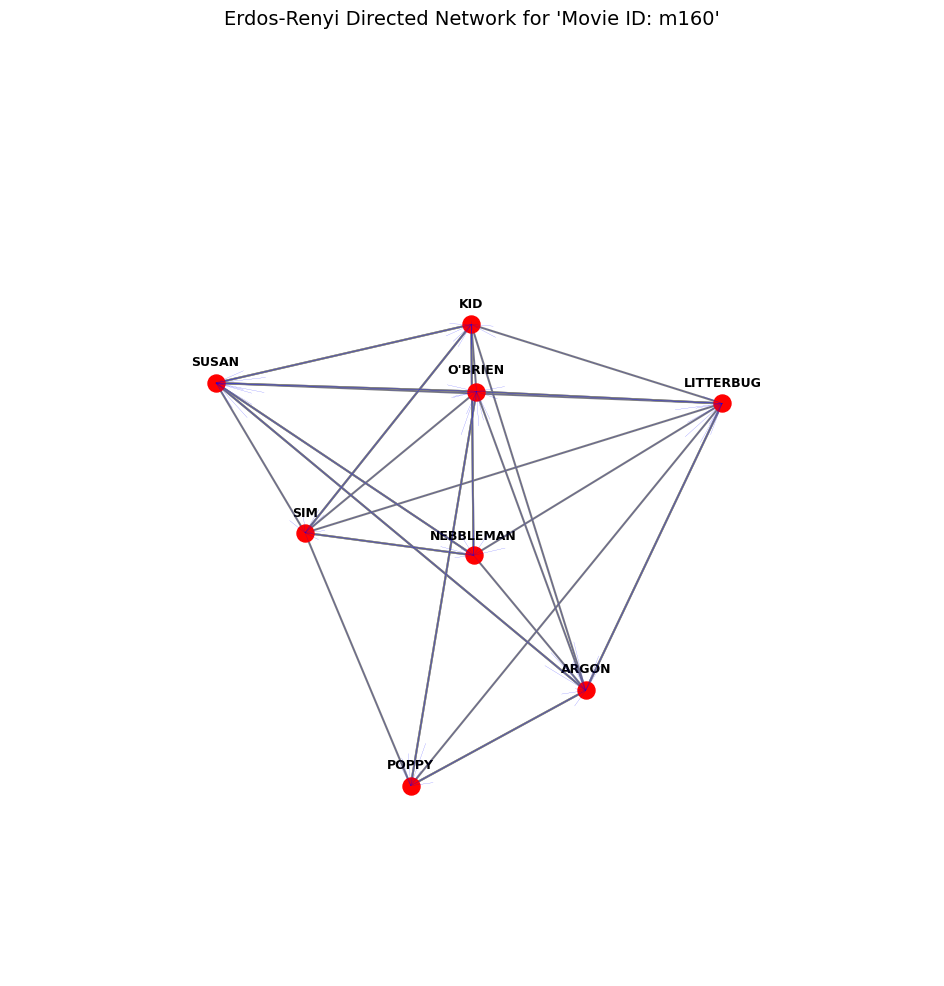 Erdos-Renyi Directed Network for 'Movie ID: m160'
KID
SUSAN
O'BRIEN
LITTERBUG
SIM
NEBBLEMAN
ARGON
POPPY